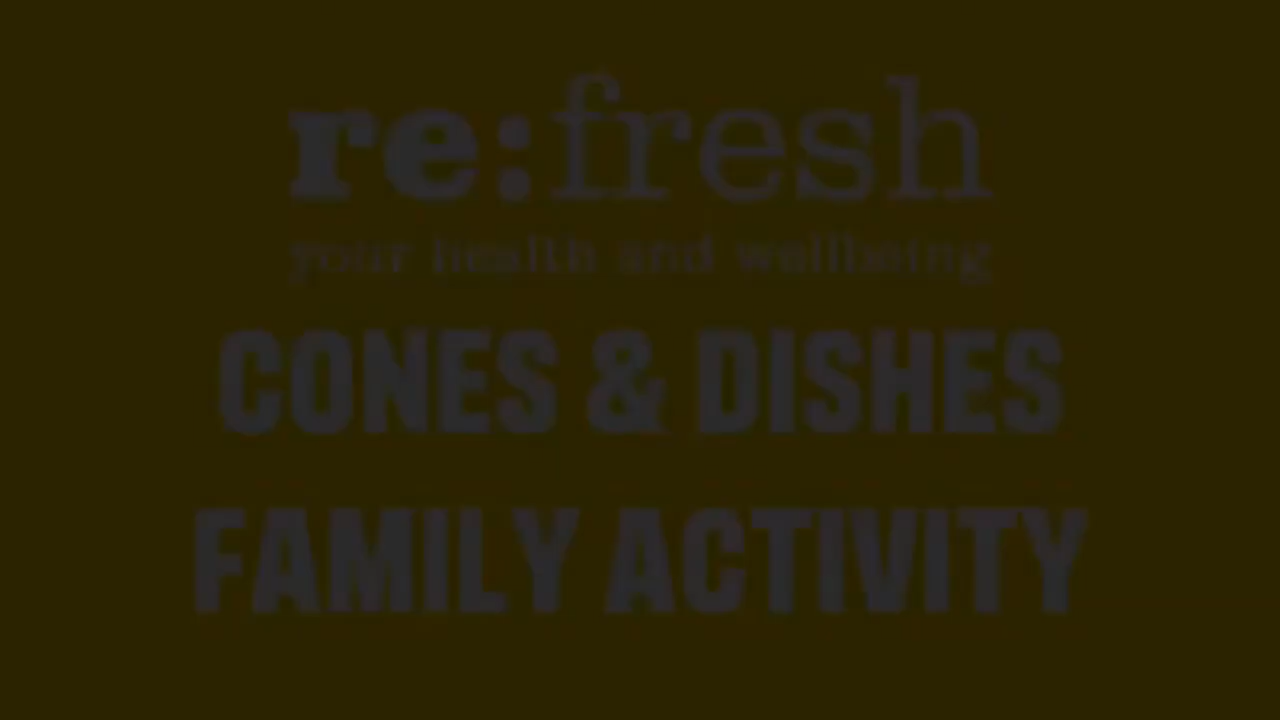 re:fresh
your health and wellbeing
CONES & DISHES
FAMILY ACTIVITY